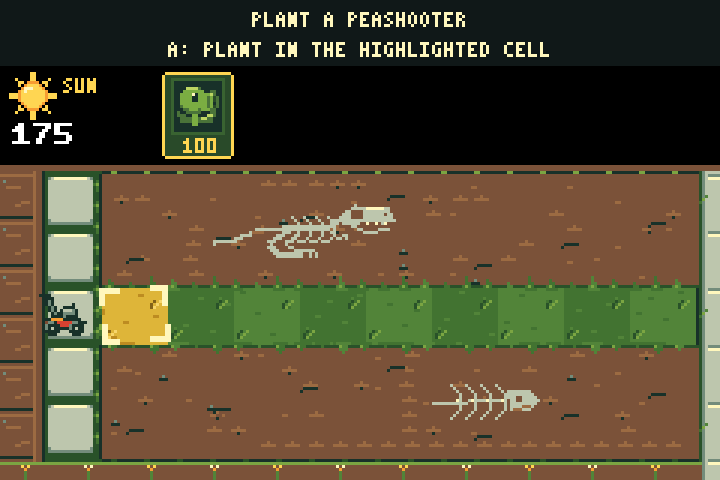 PLANT A PEASHOOTER
A: PLANT IN THE HIGHLIGHTED CELL
SUN
175
100